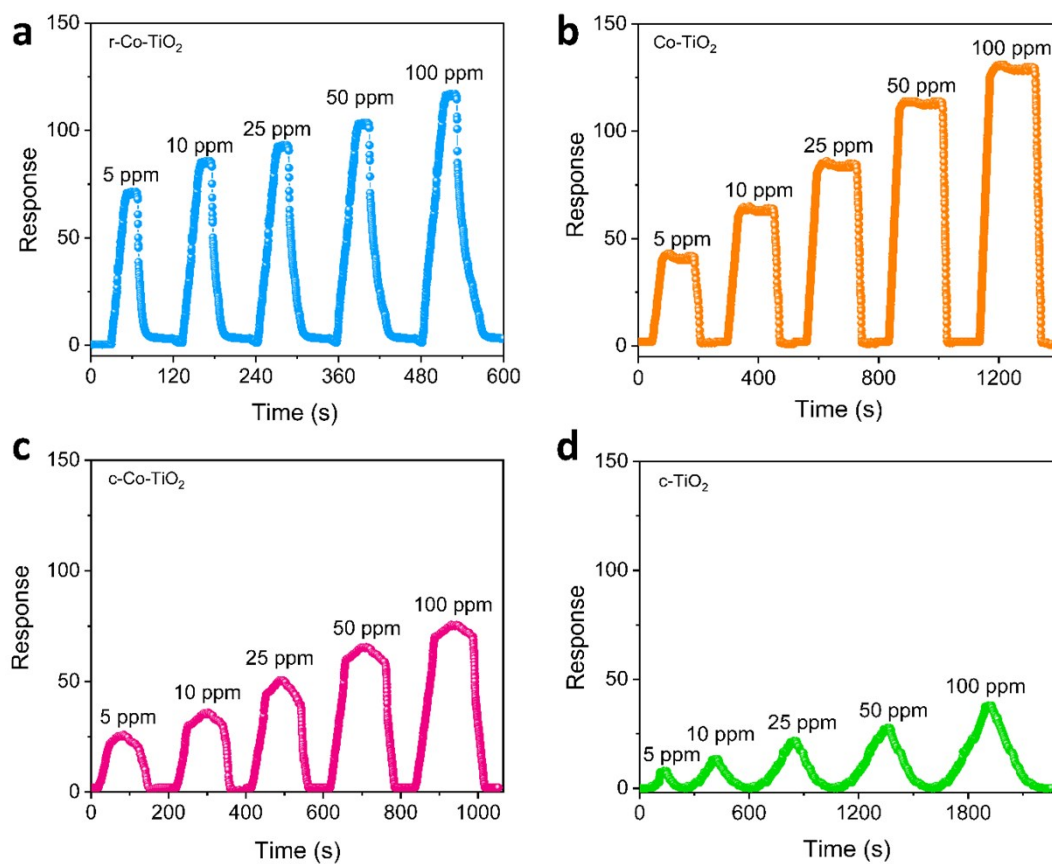 a
r-Co-TiO₂
150
100
50
0
Response
5 ppm
10 ppm
25 ppm
50 ppm
100 ppm
0 120 240 360 480 600
Time (s)
b
Co-TiO₂
150
100
50
0
Response
5 ppm
10 ppm
25 ppm
50 ppm
100 ppm
0 400 800 1200
Time (s)
c
c-Co-TiO₂
150
100
50
0
Response
5 ppm
10 ppm
25 ppm
50 ppm
100 ppm
0 200 400 600 800 1000
Time (s)
d
c-TiO₂
150
100
50
0
Response
5 ppm
10 ppm
25 ppm
50 ppm
100 ppm
0 600 1200 1800
Time (s)